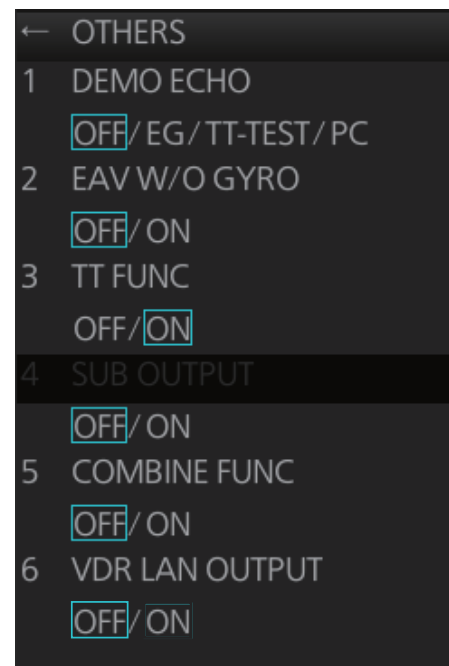 ← OTHERS
1 DEMO ECHO
OFF/EG/TT-TEST/PC
2 EAV W/O GYRO
OFF/ON
3 TT FUNC
OFF/ON
4 SUB OUTPUT
OFF/ON
5 COMBINE FUNC
OFF/ON
6 VDR LAN OUTPUT
OFF/ON